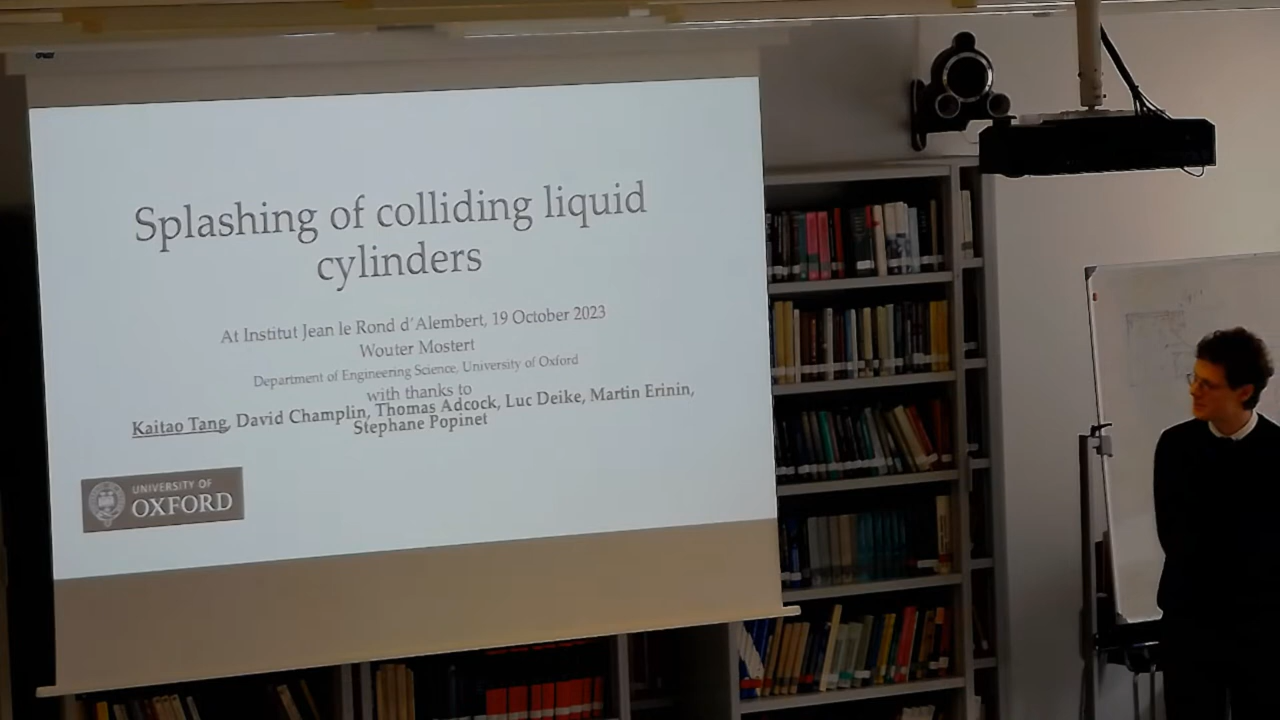 Splashing of colliding liquid
cylinders
At Institut Jean le Rond d'Alembert, 19 October 2023
Wouter Mostert
Department of Engineering Science, University of Oxford
with thanks to
Kaitao Tang, David Champlin, Thomas Adcock, Luc Deike, Martin Erinin,
Stephane Popinet
UNIVERSITY OF
OXFORD